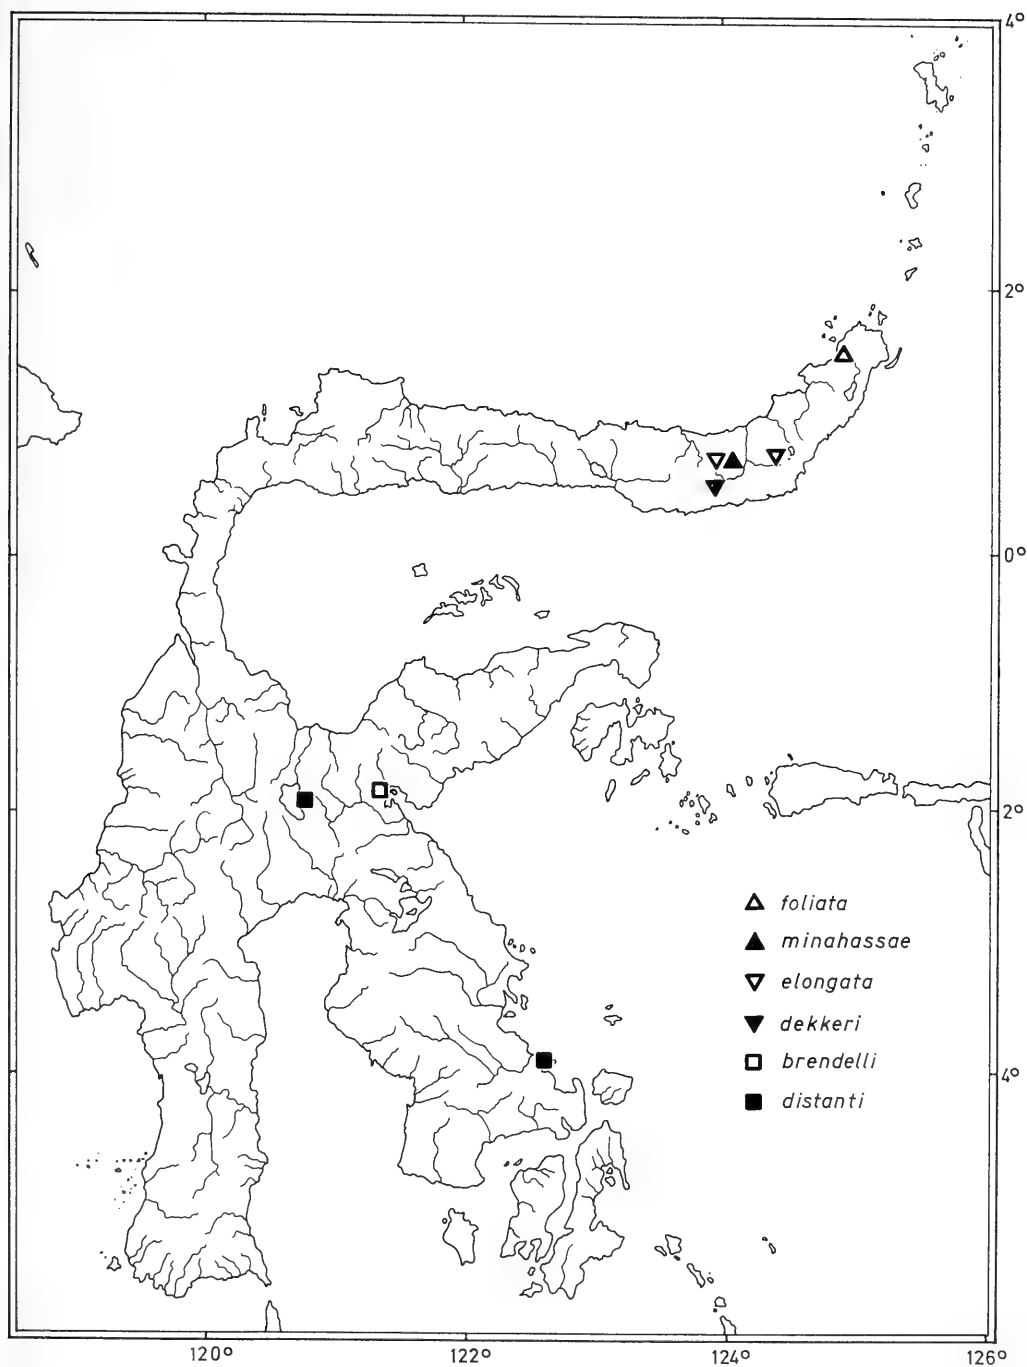 4°
2°
0°
2°
4°
foliata
minahassae
elongata
dekkeri
brendelli
distanti
120° 122° 124° 126°